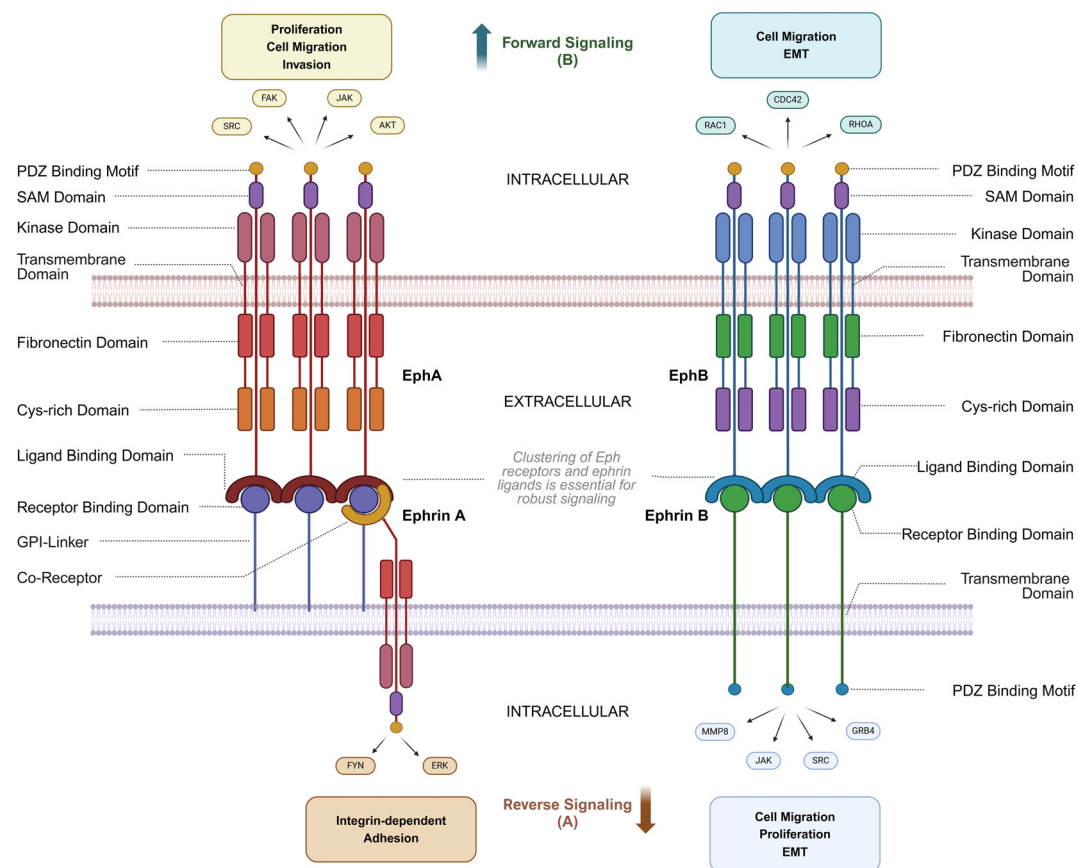 Proliferation
Cell Migration
Invasion
Forward Signaling
(B)
Cell Migration
EMT
FAK
JAK
SRC
AKT
CDC42
RAC1
RHOA
PDZ Binding Motif
SAM Domain
Kinase Domain
Transmembrane
Domain
Fibronectin Domain
Cys-rich Domain
Ligand Binding Domain
Receptor Binding Domain
GPI-Linker
Co-Receptor
INTRACELLULAR
EphA
EphB
EXTRACELLULAR
Clustering of Eph
receptors and ephrin
ligands is essential for
robust signaling
Ephrin A
Ephrin B
PDZ Binding Motif
SAM Domain
Kinase Domain
Transmembrane
Domain
Fibronectin Domain
Cys-rich Domain
Ligand Binding Domain
Receptor Binding Domain
Transmembrane
Domain
PDZ Binding Motif
INTRACELLULAR
FYN
ERK
MMP8
GRB4
JAK
SRC
Integrin-dependent
Adhesion
Reverse Signaling
(A)
Cell Migration
Proliferation
EMT